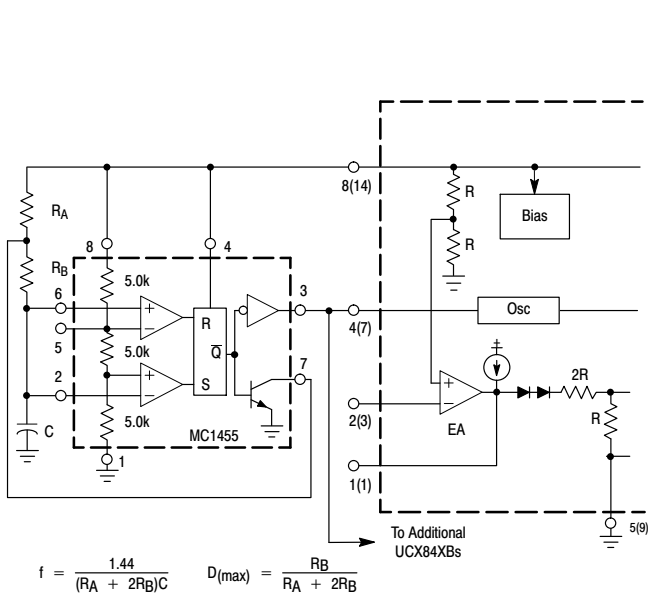 8(14)
R
R
Bias
RA
RB
8
4
5.0k
6
3
R
5
5.0k
Q̅
7
2
S
5.0k
C
MC1455
1
4(7)
Osc
+
2R
R
2(3)
EA
1(1)
5(9)
To Additional
UCX84XBs
f = 1.44 / (RA + 2RB)C
D(max) = RB / RA + 2RB